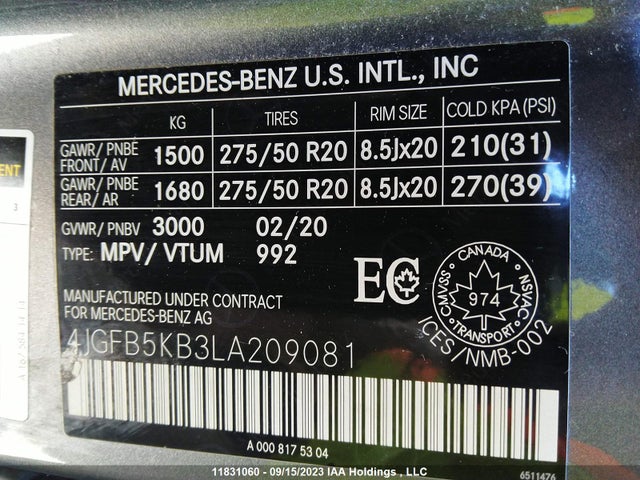 MERCEDES-BENZ U.S. INTL., INC
KG TIRES RIM SIZE COLD KPA (PSI)
GAWR/ PNBE FRONT/ AV 1500 275/50 R20 8.5Jx20 210(31)
GAWR/ PNBE REAR/ AR 1680 275/50 R20 8.5Jx20 270(39)
GVWR/ PNBV 3000 02/20
TYPE: MPV/ VTUM 992
EC
CANADA
CMVSS 974 NSVAC
TRANSPORT
ICES/NMB-002
MANUFACTURED UNDER CONTRACT
FOR MERCEDES-BENZ AG
4JGFB5KB3LA209081
A 000 817 53 04
6511476
11831060 - 09/15/2023 IAA Holdings , LLC